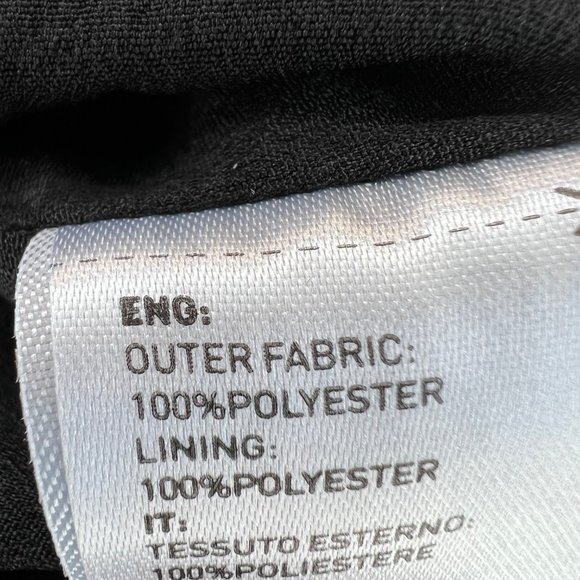 ENG:
OUTER FABRIC:
100%POLYESTER
LINING:
100%POLYESTER
IT:
TESSUTO ESTERNO:
100%POLIESTERE